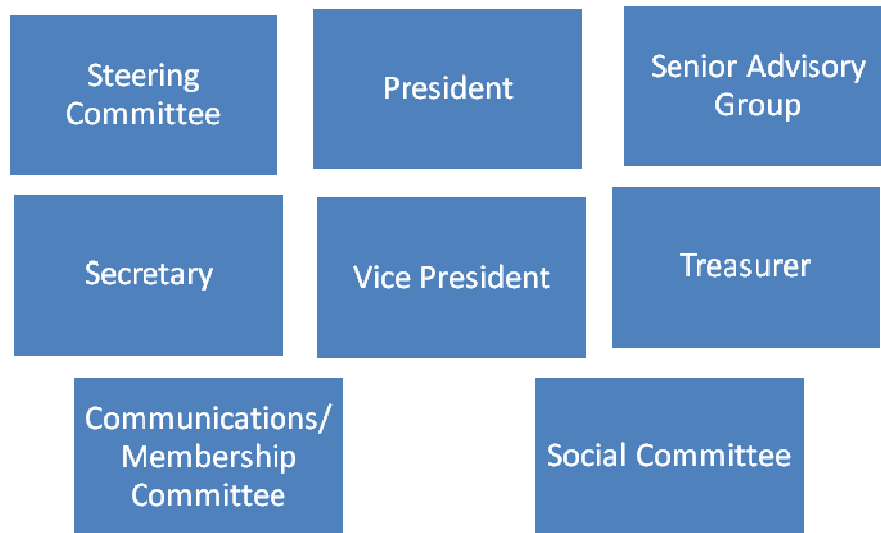 Steering
Committee
President
Senior Advisory
Group
Secretary
Vice President
Treasurer
Communications/
Membership
Committee
Social Committee